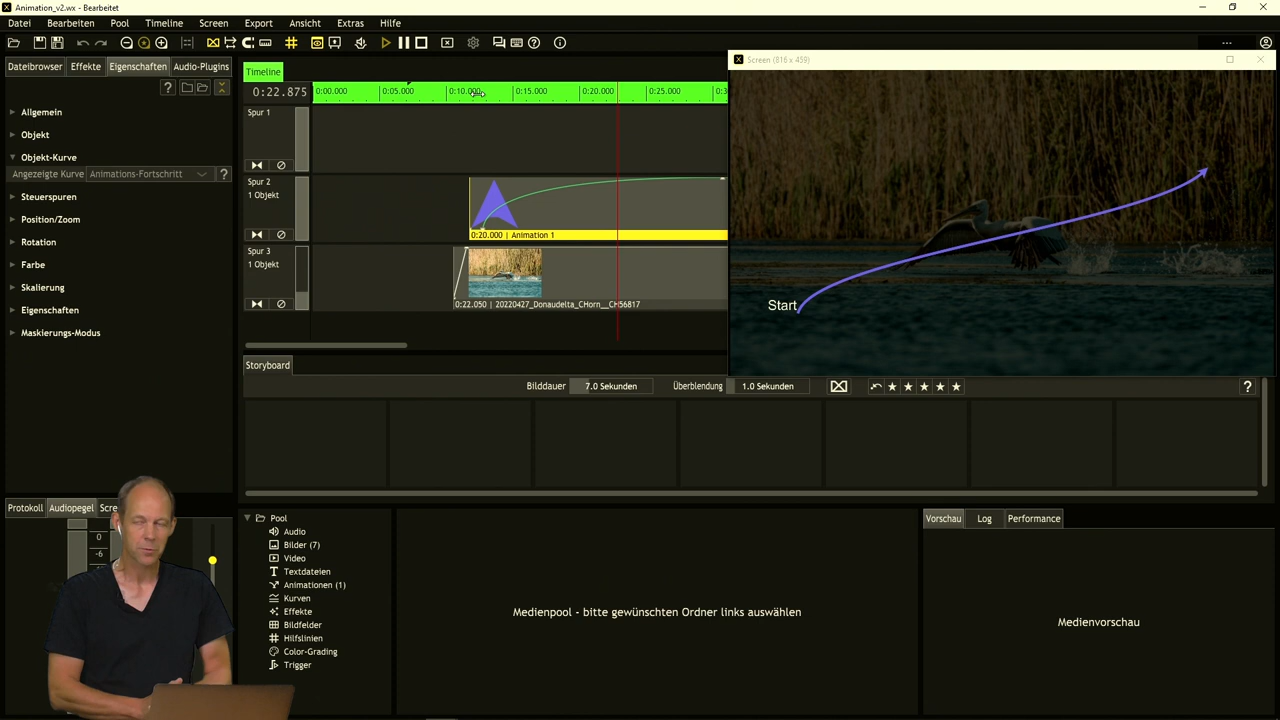 Animation_v2.wx - Bearbeitet
Datei Bearbeiten Pool Timeline Screen Export Ansicht Extras Hilfe
Dateibrowser Effekte Eigenschaften Audio-Plugins
Allgemein
Objekt
Objekt-Kurve
Angezeigte Kurve Animations-Fortschritt
Steuerspuren
Position/Zoom
Rotation
Farbe
Skalierung
Eigenschaften
Maskierungs-Modus
Timeline
0:22.875 0:00.000 0:05.000 0:10.000 0:15.000 0:20.000 0:25.000
Spur 1
Spur 2
1 Objekt
0:20.000 | Animation 1
Spur 3
1 Objekt
0:22.050 | 20220427_Donaudelta_CHorn__CH56817
Screen (816 x 459)
Start
Storyboard
Bilddauer 7.0 Sekunden Überblendung 1.0 Sekunden
Protokoll Audiopegel
0
-6
Pool
Audio
Bilder (7)
Video
Textdateien
Animationen (1)
Kurven
Effekte
Bildfelder
Hilfslinien
Color-Grading
Trigger
Medienpool - bitte gewünschten Ordner links auswählen
Vorschau Log Performance
Medienvorschau